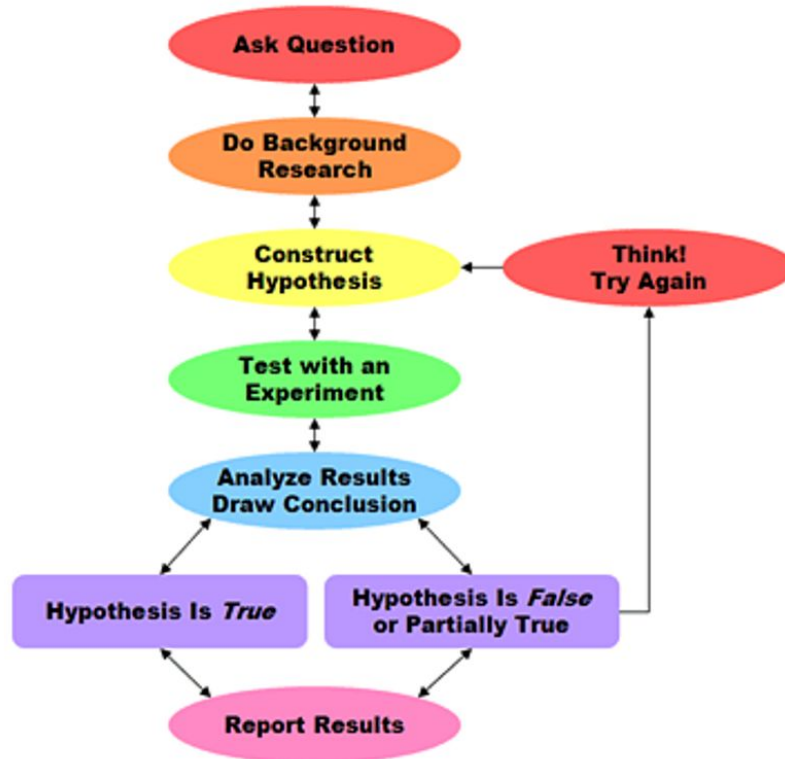 Ask Question
Do Background
Research
Construct
Hypothesis
Think!
Try Again
Test with an
Experiment
Analyze Results
Draw Conclusion
Hypothesis Is True
Hypothesis Is False
or Partially True
Report Results